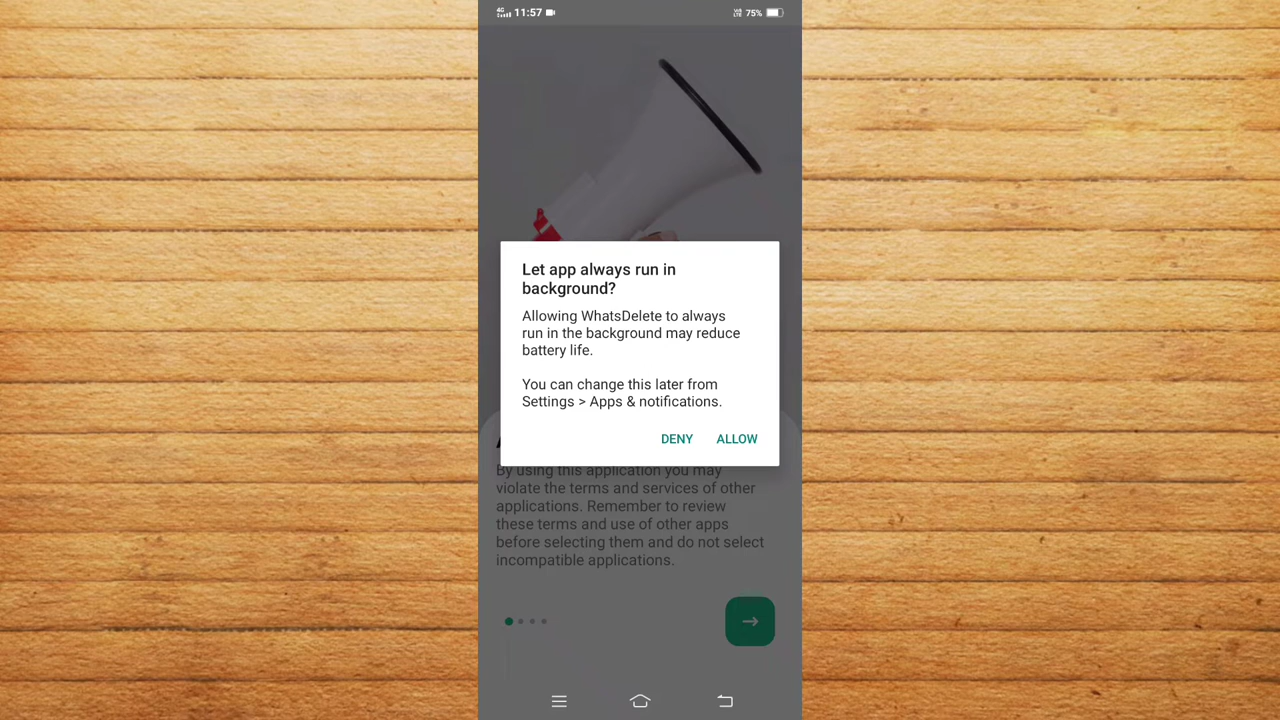 4G 11:57 75%
Let app always run in
background?
Allowing WhatsDelete to always
run in the background may reduce
battery life.
You can change this later from
Settings > Apps & notifications.
DENY ALLOW
By using this application you may
violate the terms and services of other
applications. Remember to review
these terms and use of other apps
before selecting them and do not select
incompatible applications.